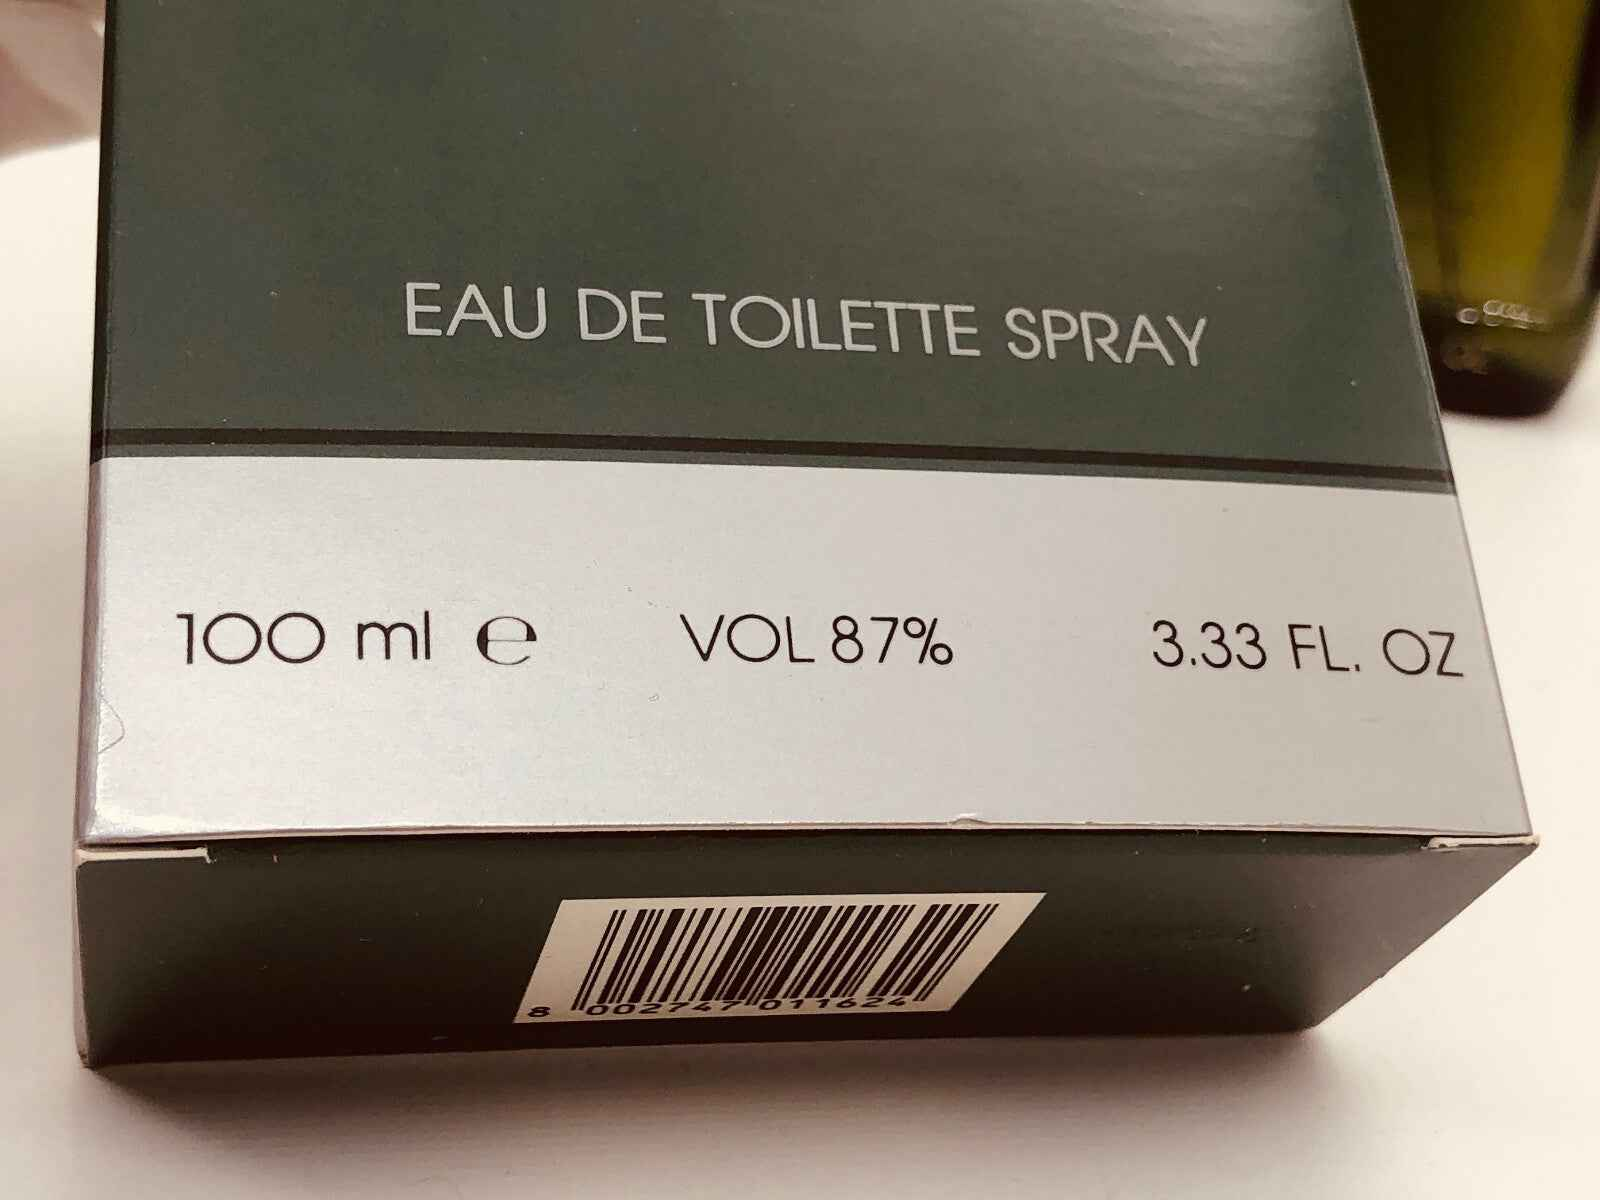 EAU DE TOILETTE SPRAY
100 ml e VOL 87% 3.33 FL. OZ
8 002747 011624